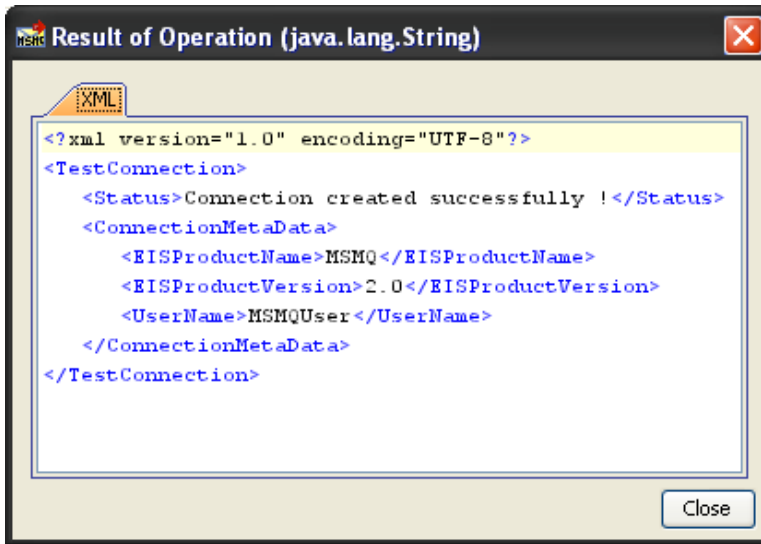 Result of Operation (java.lang.String)
XML
<?xml version="1.0" encoding="UTF-8"?>
<TestConnection>
<Status>Connection created successfully !</Status>
<ConnectionMetaData>
<EISProductName>MSMQ</EISProductName>
<EISProductVersion>2.0</EISProductVersion>
<UserName>MSMQUser</UserName>
</ConnectionMetaData>
</TestConnection>
Close